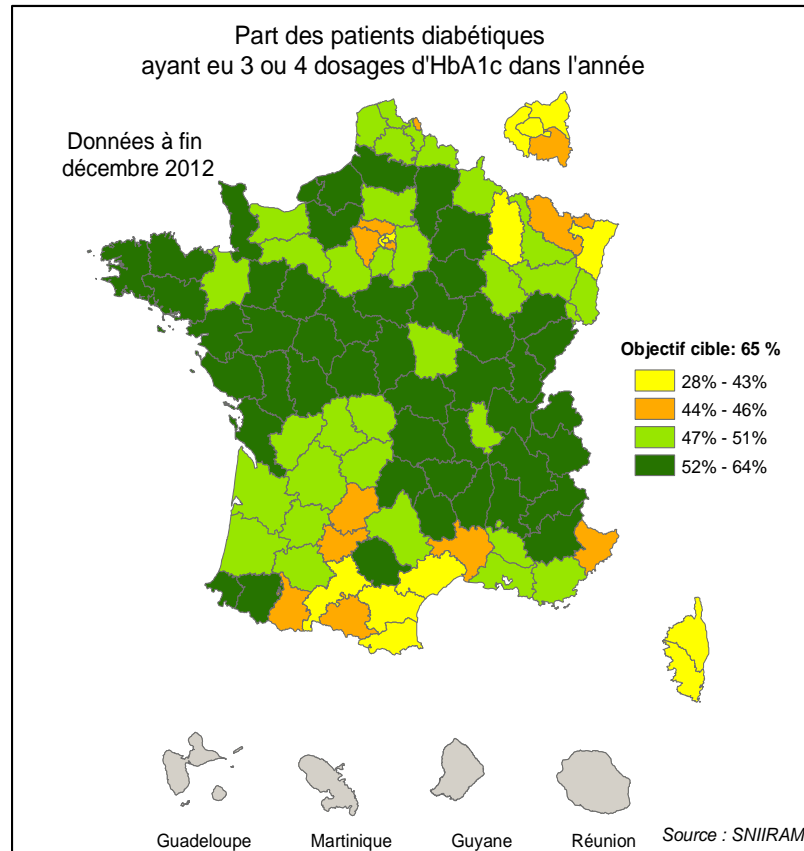 Part des patients diabétiques
ayant eu 3 ou 4 dosages d'HbA1c dans l'année
Données à fin
décembre 2012
Objectif cible: 65 %
28% - 43%
44% - 46%
47% - 51%
52% - 64%
Guadeloupe
Martinique
Guyane
Réunion
Source : SNIIRAM